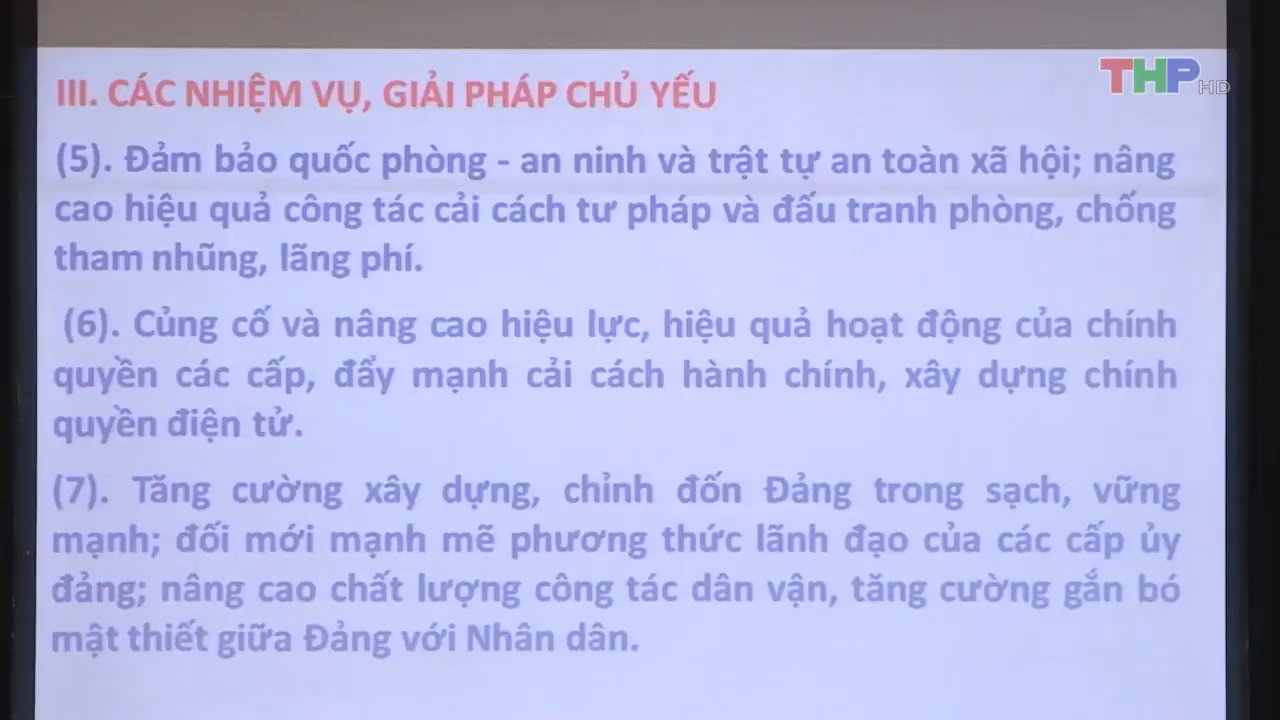 THP HD
III. CÁC NHIỆM VỤ, GIẢI PHÁP CHỦ YẾU
(5). Đảm bảo quốc phòng - an ninh và trật tự an toàn xã hội; nâng
cao hiệu quả công tác cải cách tư pháp và đấu tranh phòng, chống
tham nhũng, lãng phí.
(6). Củng cố và nâng cao hiệu lực, hiệu quả hoạt động của chính
quyền các cấp, đẩy mạnh cải cách hành chính, xây dựng chính
quyền điện tử.
(7). Tăng cường xây dựng, chỉnh đốn Đảng trong sạch, vững
mạnh; đối mới mạnh mẽ phương thức lãnh đạo của các cấp ủy
đảng; nâng cao chất lượng công tác dân vận, tăng cường gắn bó
mật thiết giữa Đảng với Nhân dân.